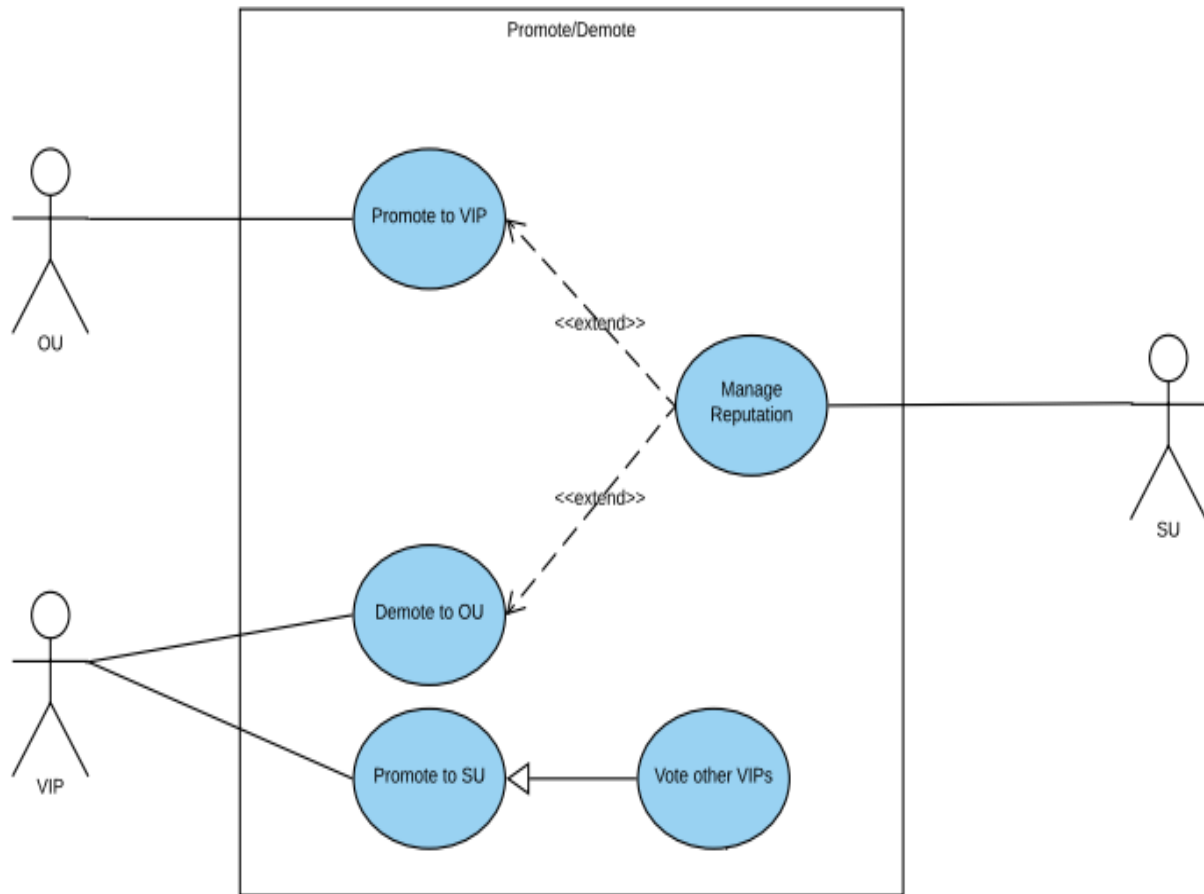 Promote/Demote
Promote to VIP
OU
<<extend>>
Manage
Reputation
SU
<<extend>>
Demote to OU
VIP
Promote to SU
Vote other VIPs